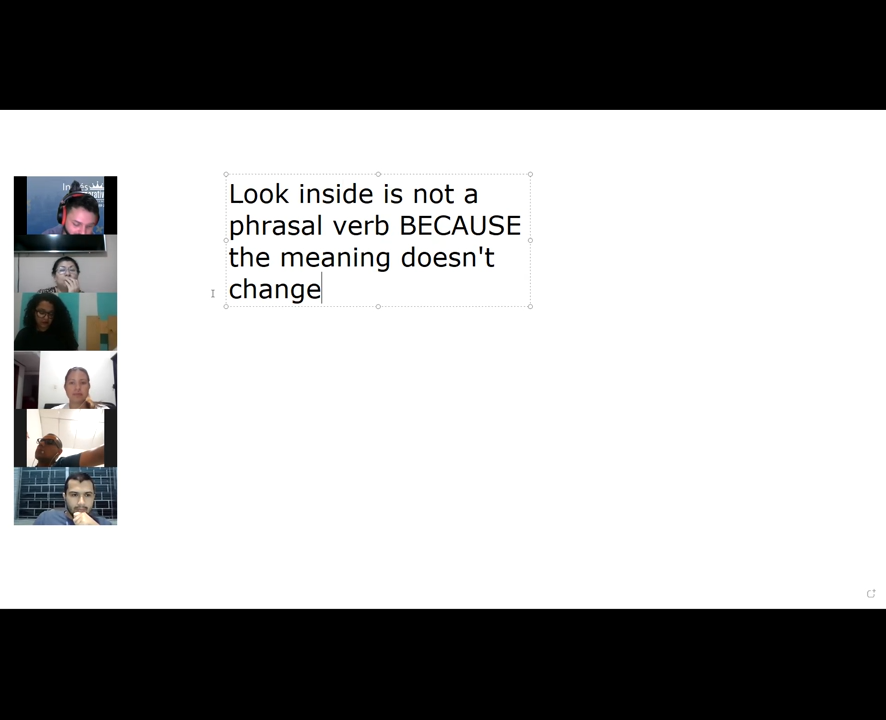 Look inside is not a
phrasal verb BECAUSE
the meaning doesn't
change